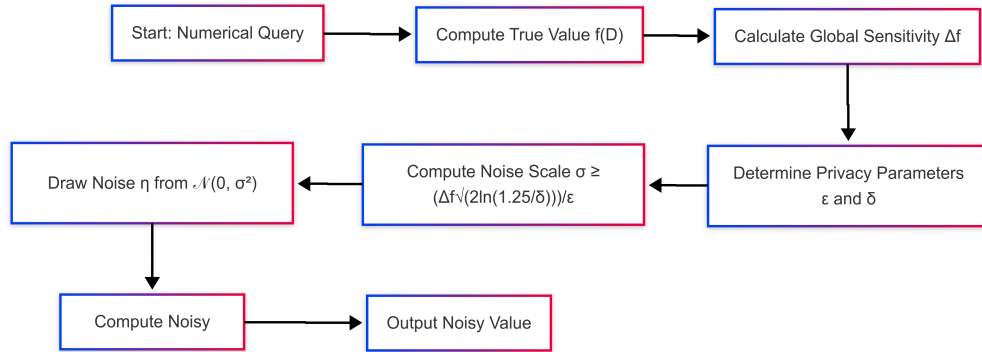 Start: Numerical Query
Compute True Value f(D)
Calculate Global Sensitivity Δf
Determine Privacy Parameters
ε and δ
Compute Noise Scale σ ≥
(Δf√(2ln(1.25/δ)))/ε
Draw Noise η from 𝒩(0, σ²)
Compute Noisy
Output Noisy Value